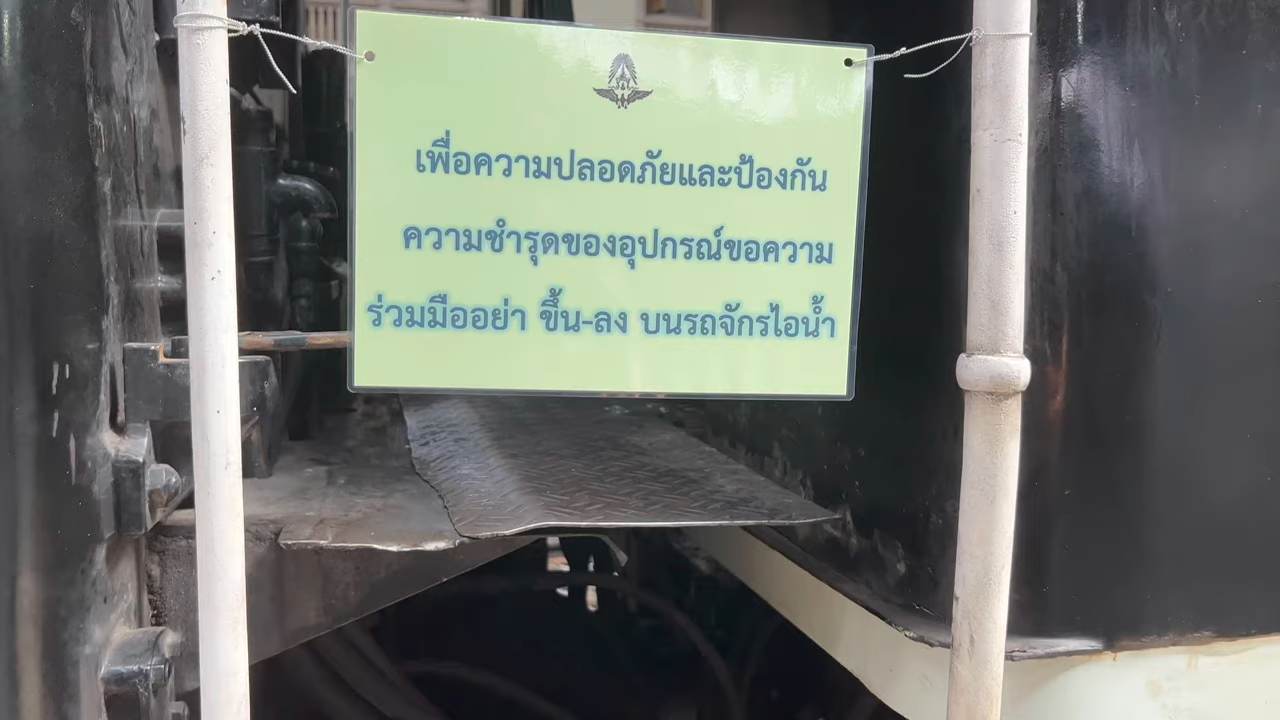 เพื่อความปลอดภัยและป้องกัน
ความชำรุดของอุปกรณ์ขอความ
ร่วมมืออย่า ขึ้น-ลง บนรถจักรไอน้ำ